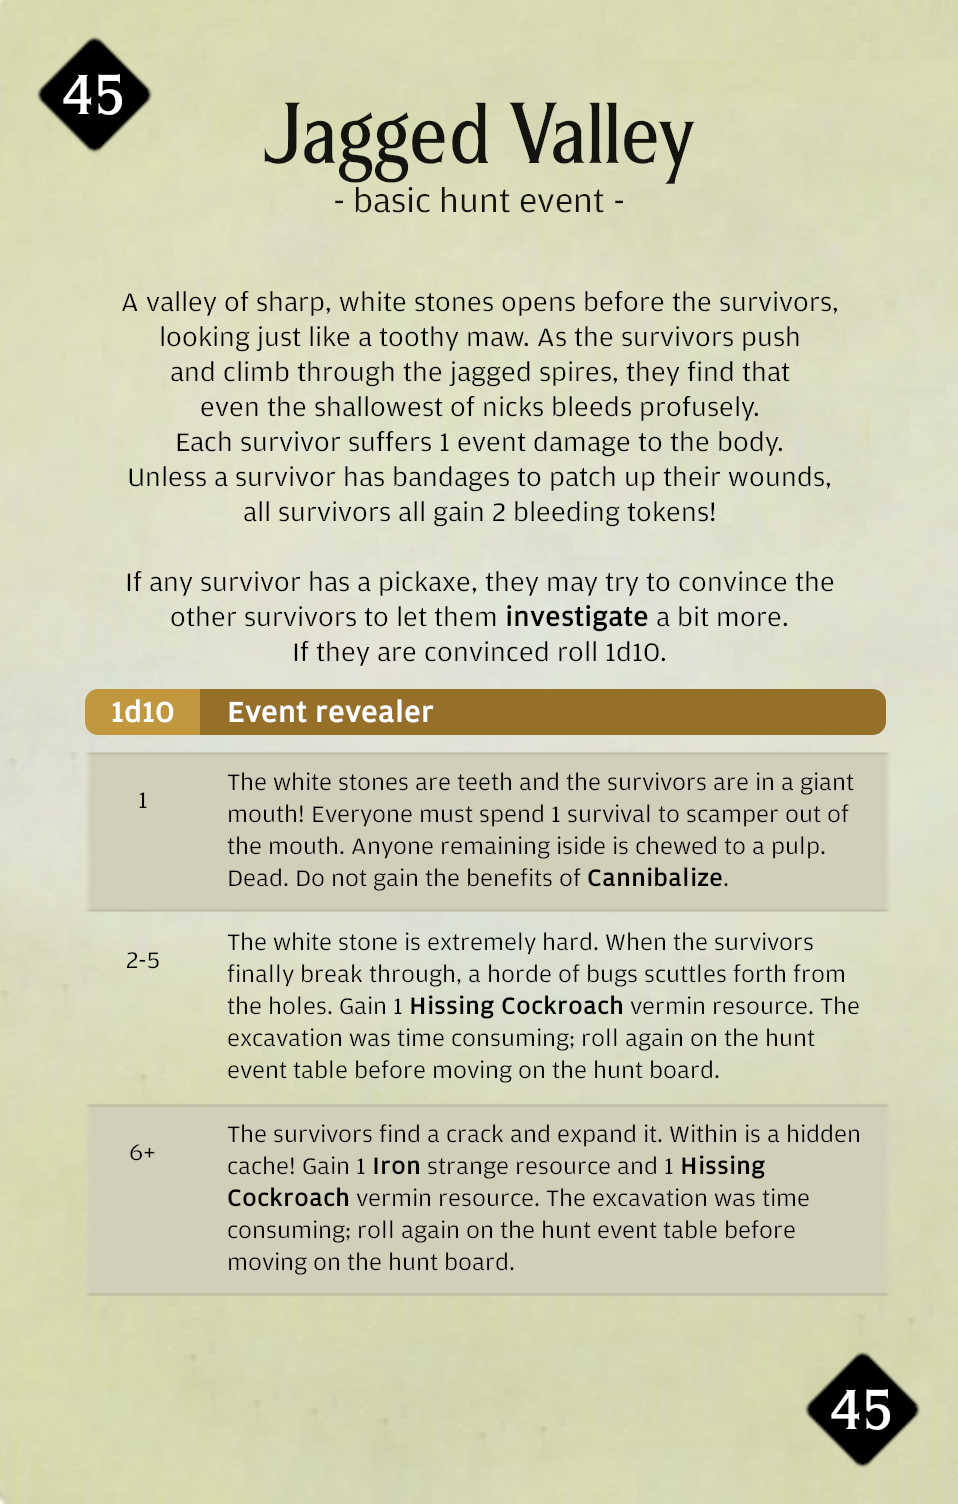 45
Jagged Valley
- basic hunt event -
A valley of sharp, white stones opens before the survivors,
looking just like a toothy maw. As the survivors push
and climb through the jagged spires, they find that
even the shallowest of nicks bleeds profusely.
Each survivor suffers 1 event damage to the body.
Unless a survivor has bandages to patch up their wounds,
all survivors all gain 2 bleeding tokens!
If any survivor has a pickaxe, they may try to convince the
other survivors to let them investigate a bit more.
If they are convinced roll 1d10.
1d10 Event revealer
1
The white stones are teeth and the survivors are in a giant
mouth! Everyone must spend 1 survival to scamper out of
the mouth. Anyone remaining iside is chewed to a pulp.
Dead. Do not gain the benefits of Cannibalize.
2-5
The white stone is extremely hard. When the survivors
finally break through, a horde of bugs scuttles forth from
the holes. Gain 1 Hissing Cockroach vermin resource. The
excavation was time consuming; roll again on the hunt
event table before moving on the hunt board.
6+
The survivors find a crack and expand it. Within is a hidden
cache! Gain 1 Iron strange resource and 1 Hissing
Cockroach vermin resource. The excavation was time
consuming; roll again on the hunt event table before
moving on the hunt board.
45